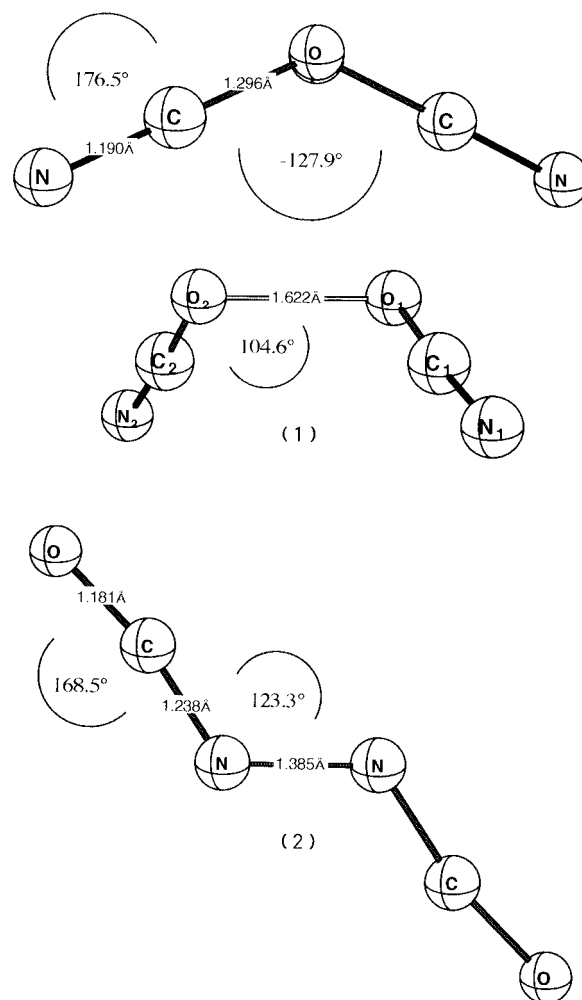 O
176.5°
1.296Å
C
C
1.190Å
-127.9°
N
N
O₂
1.622Å
O₁
104.6°
C₂
C₁
N₂
N₁
(1)
O
1.181Å
C
168.5°
1.238Å
123.3°
N
1.385Å
N
(2)
C
O